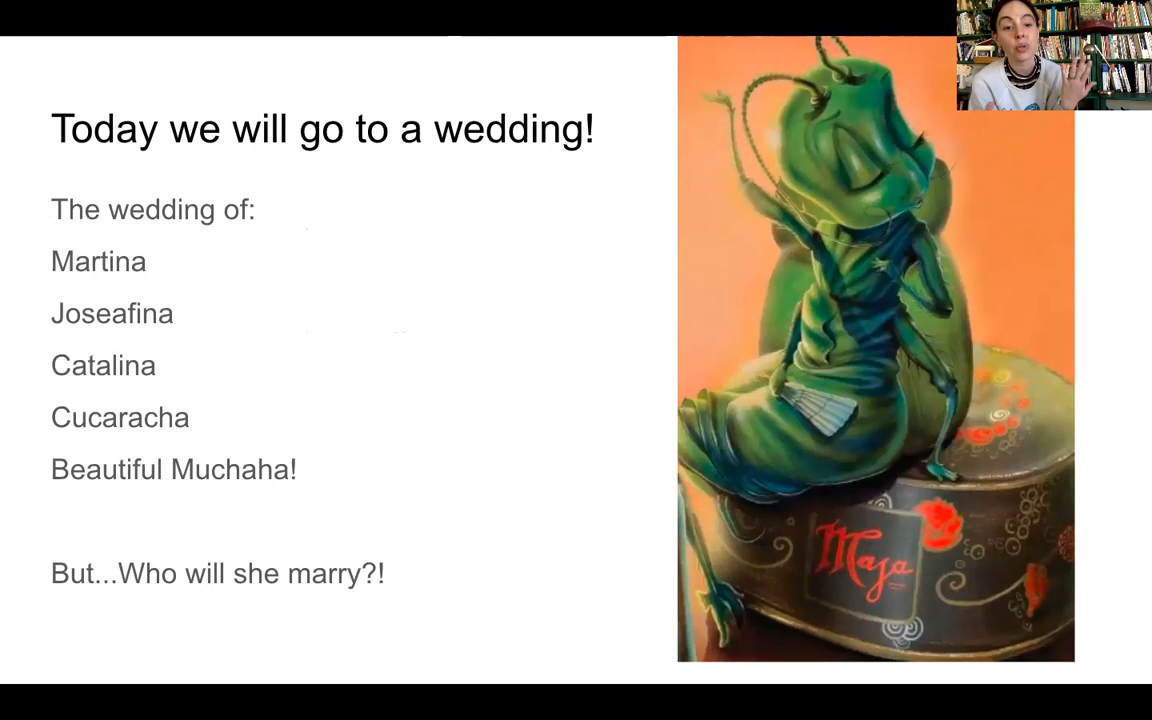 Today we will go to a wedding!
The wedding of:
Martina
Joseafina
Catalina
Cucaracha
Beautiful Muchaha!
But...Who will she marry?!
Maja